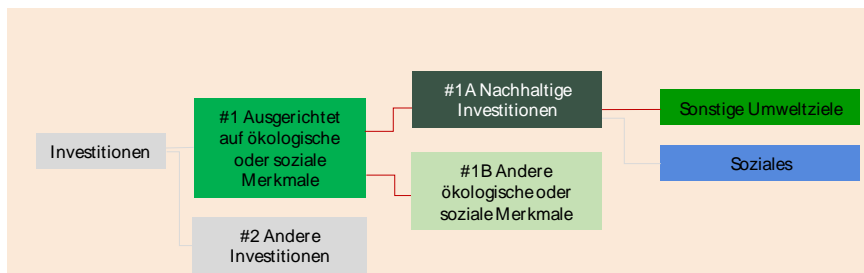 Investitionen
#1 Ausgerichtet
auf ökologische
oder soziale
Merkmale
#2 Andere
Investitionen
#1A Nachhaltige
Investitionen
#1B Andere
ökologische oder
soziale Merkmale
Sonstige Umweltziele
Soziales